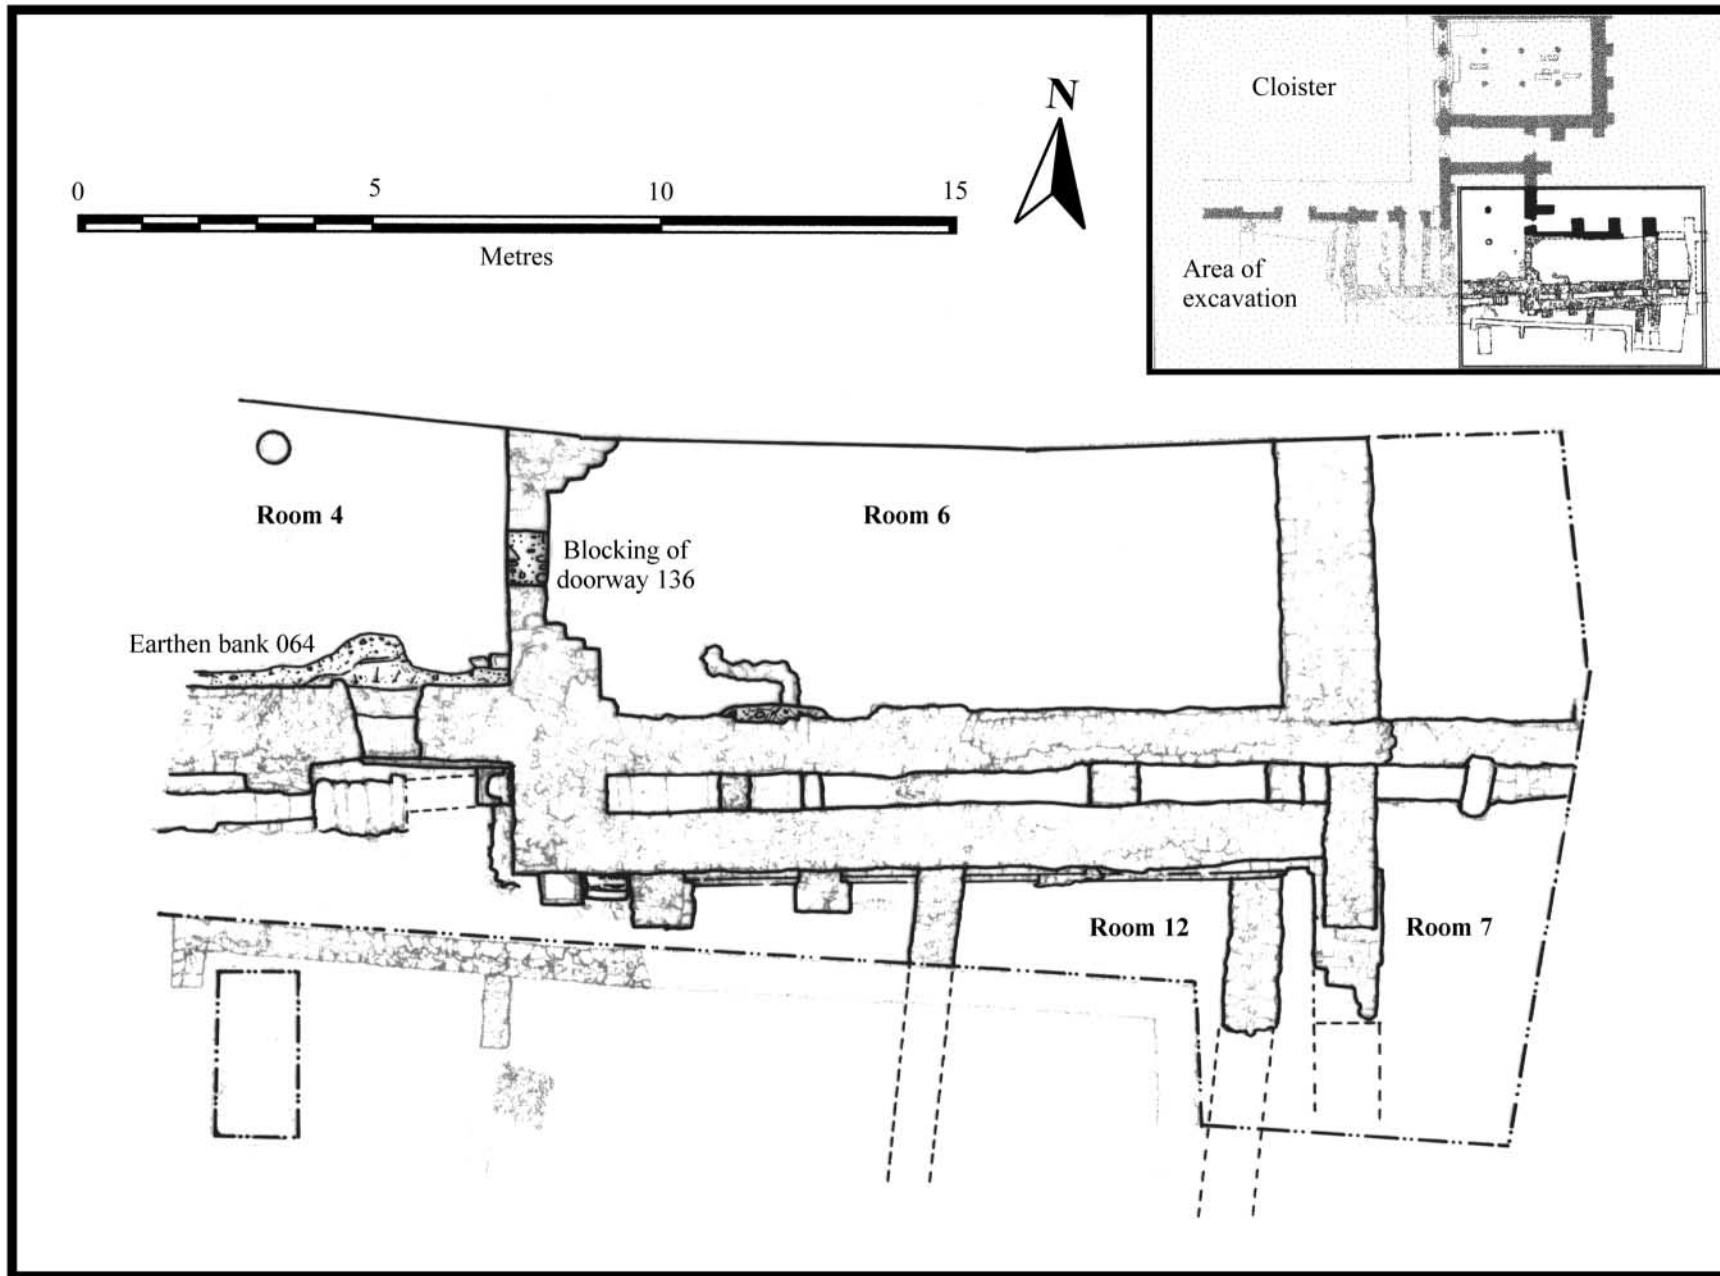 N
0 5 10 15
Metres
Cloister
Area of
excavation
Room 4
Room 6
Blocking of
doorway 136
Earthen bank 064
Room 12
Room 7